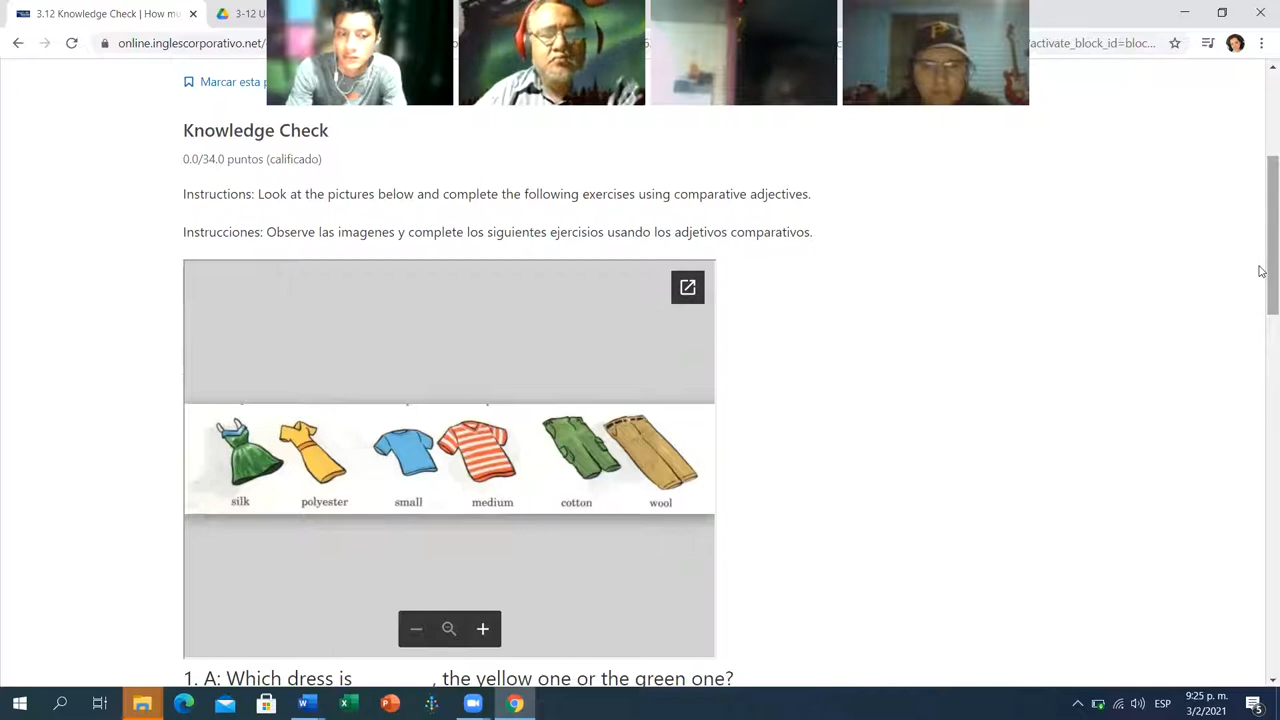 3.12 Knowledge Check | How mu
3-12 U
online.inglescorporativo.net/
activate_block_id=bloc...
Marcar esta p
Knowledge Check
0.0/34.0 puntos (calificado)
Instructions: Look at the pictures below and complete the following exercises using comparative adjectives.
Instrucciones: Observe las imagenes y complete los siguientes ejercisios usando los adjetivos comparativos.
silk polyester small medium cotton wool
1. A: Which dress is ________, the yellow one or the green one?
ESP
9:25 p. m.
3/2/2021
5